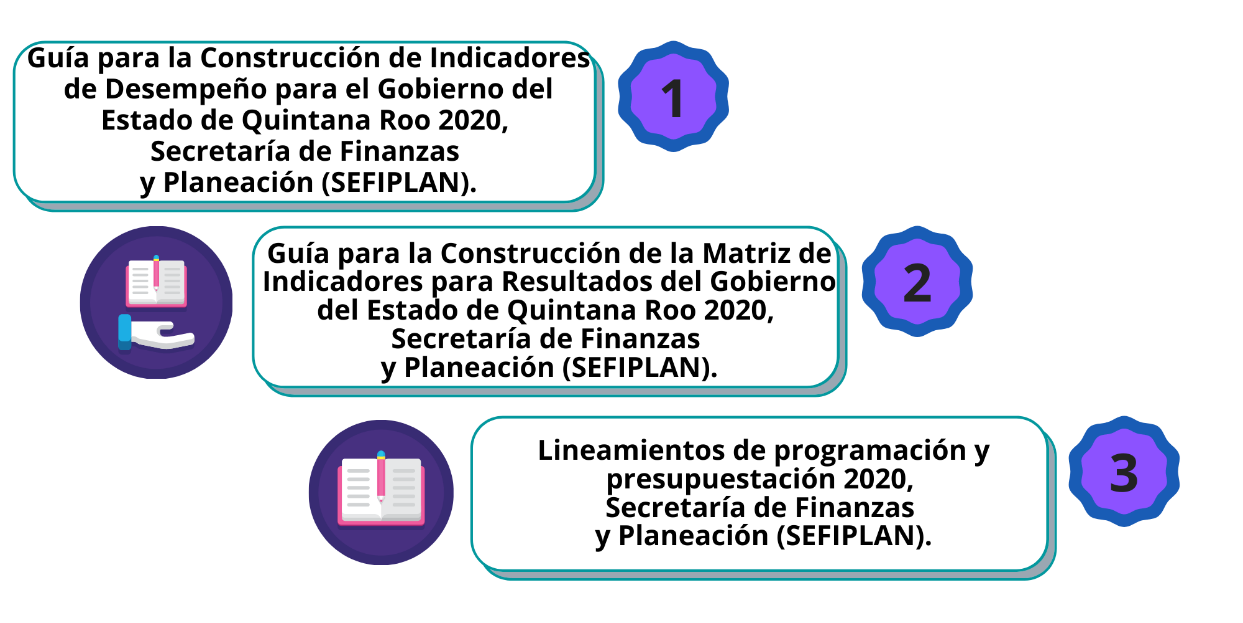 Guía para la Construcción de Indicadores
de Desempeño para el Gobierno del
Estado de Quintana Roo 2020,
Secretaría de Finanzas
y Planeación (SEFIPLAN).
1
Guía para la Construcción de la Matriz de
Indicadores para Resultados del Gobierno
del Estado de Quintana Roo 2020,
Secretaría de Finanzas
y Planeación (SEFIPLAN).
2
Lineamientos de programación y
presupuestación 2020,
Secretaría de Finanzas
y Planeación (SEFIPLAN).
3